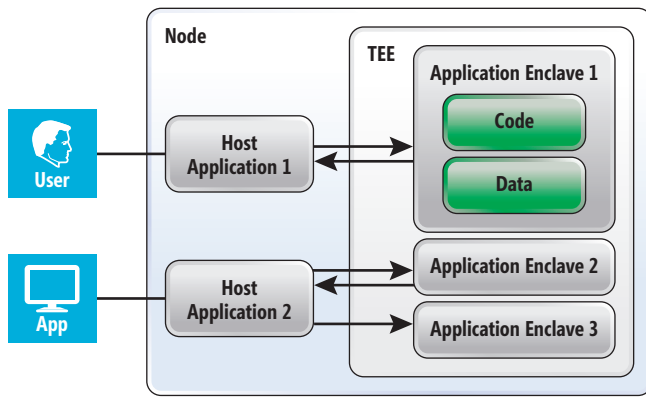 Node
TEE
Application Enclave 1
Code
Data
Host
Application 1
User
Application Enclave 2
Host
Application 2
App
Application Enclave 3